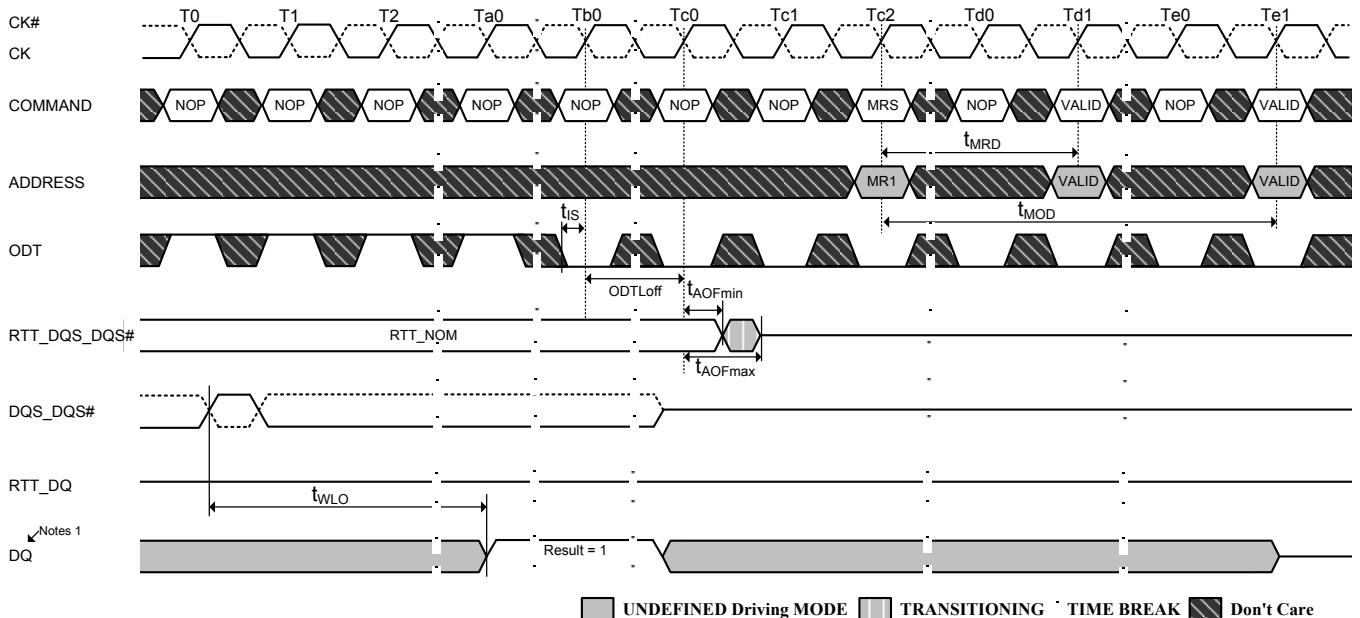 CK#
CK
T0 T1 T2 Ta0 Tb0 Tc0 Tc1 Tc2 Td0 Td1 Te0 Te1
COMMAND NOP NOP NOP NOP NOP NOP NOP MRS NOP VALID NOP VALID
tMRD
ADDRESS MR1 VALID VALID
tIS tMOD
ODT
ODTLoff tAOFmin
RTT_DQS_DQS# RTT_NOM
tAOFmax
DQS_DQS#
RTT_DQ
tWLO
Notes 1
DQ Result = 1
UNDEFINED Driving MODE TRANSITIONING TIME BREAK Don't Care